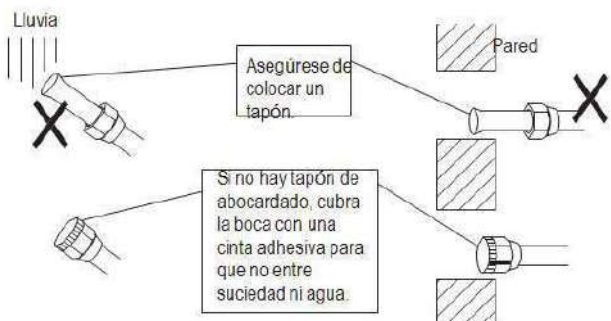 Lluvia
Pared
Asegúrese de
colocar un
tapón.
Si no hay tapón de
abocardado, cubra
la boca con una
cinta adhesiva para
que no entre
suciedad ni agua.